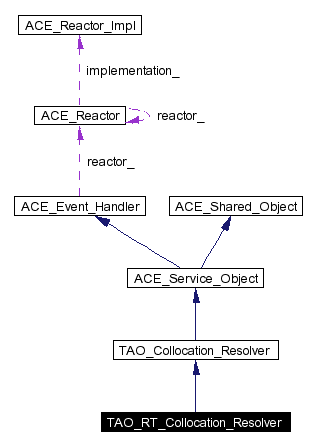 ACE_Reactor_Impl
implementation_
ACE_Reactor
reactor_
reactor_
ACE_Event_Handler
ACE_Shared_Object
ACE_Service_Object
TAO_Collocation_Resolver
TAO_RT_Collocation_Resolver